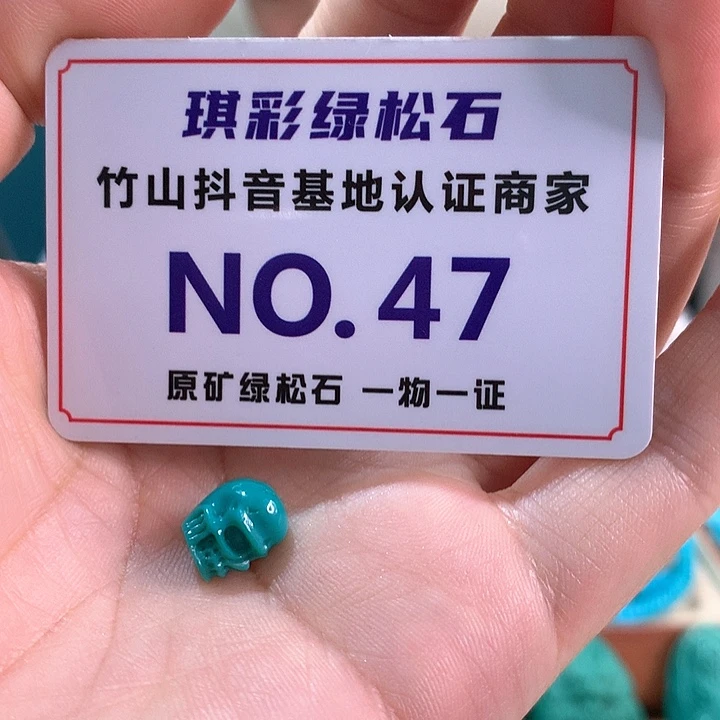 琪彩绿松石
竹山抖音基地认证商家
NO.47
原矿绿松石 一物一证